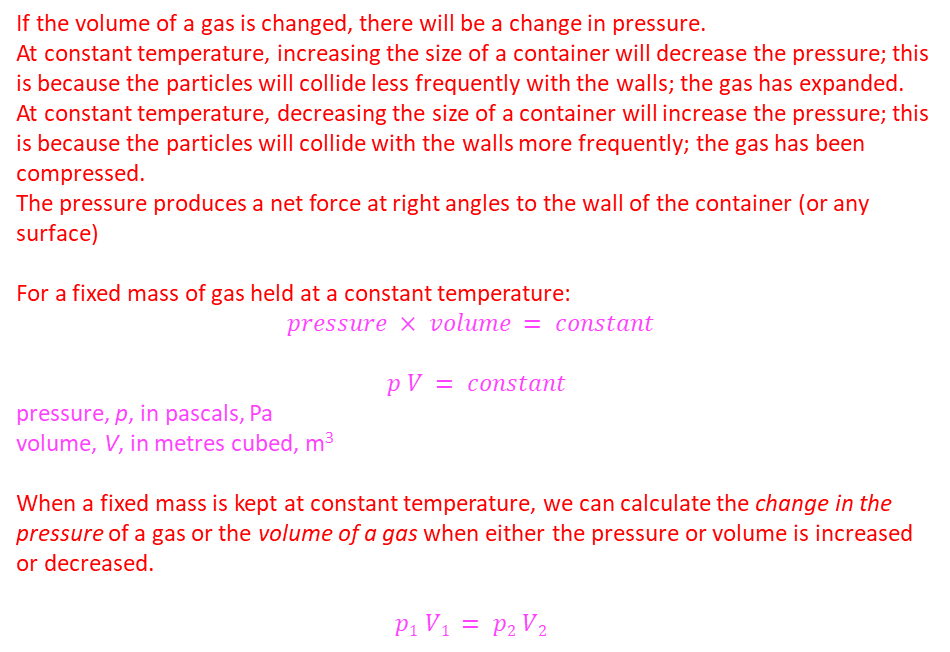 If the volume of a gas is changed, there will be a change in pressure.
At constant temperature, increasing the size of a container will decrease the pressure; this
is because the particles will collide less frequently with the walls; the gas has expanded.
At constant temperature, decreasing the size of a container will increase the pressure; this
is because the particles will collide with the walls more frequently; the gas has been
compressed.
The pressure produces a net force at right angles to the wall of the container (or any
surface)
For a fixed mass of gas held at a constant temperature:
pressure × volume = constant
p V = constant
pressure, p, in pascals, Pa
volume, V, in metres cubed, m³
When a fixed mass is kept at constant temperature, we can calculate the change in the
pressure of a gas or the volume of a gas when either the pressure or volume is increased
or decreased.
p₁ V₁ = p₂ V₂